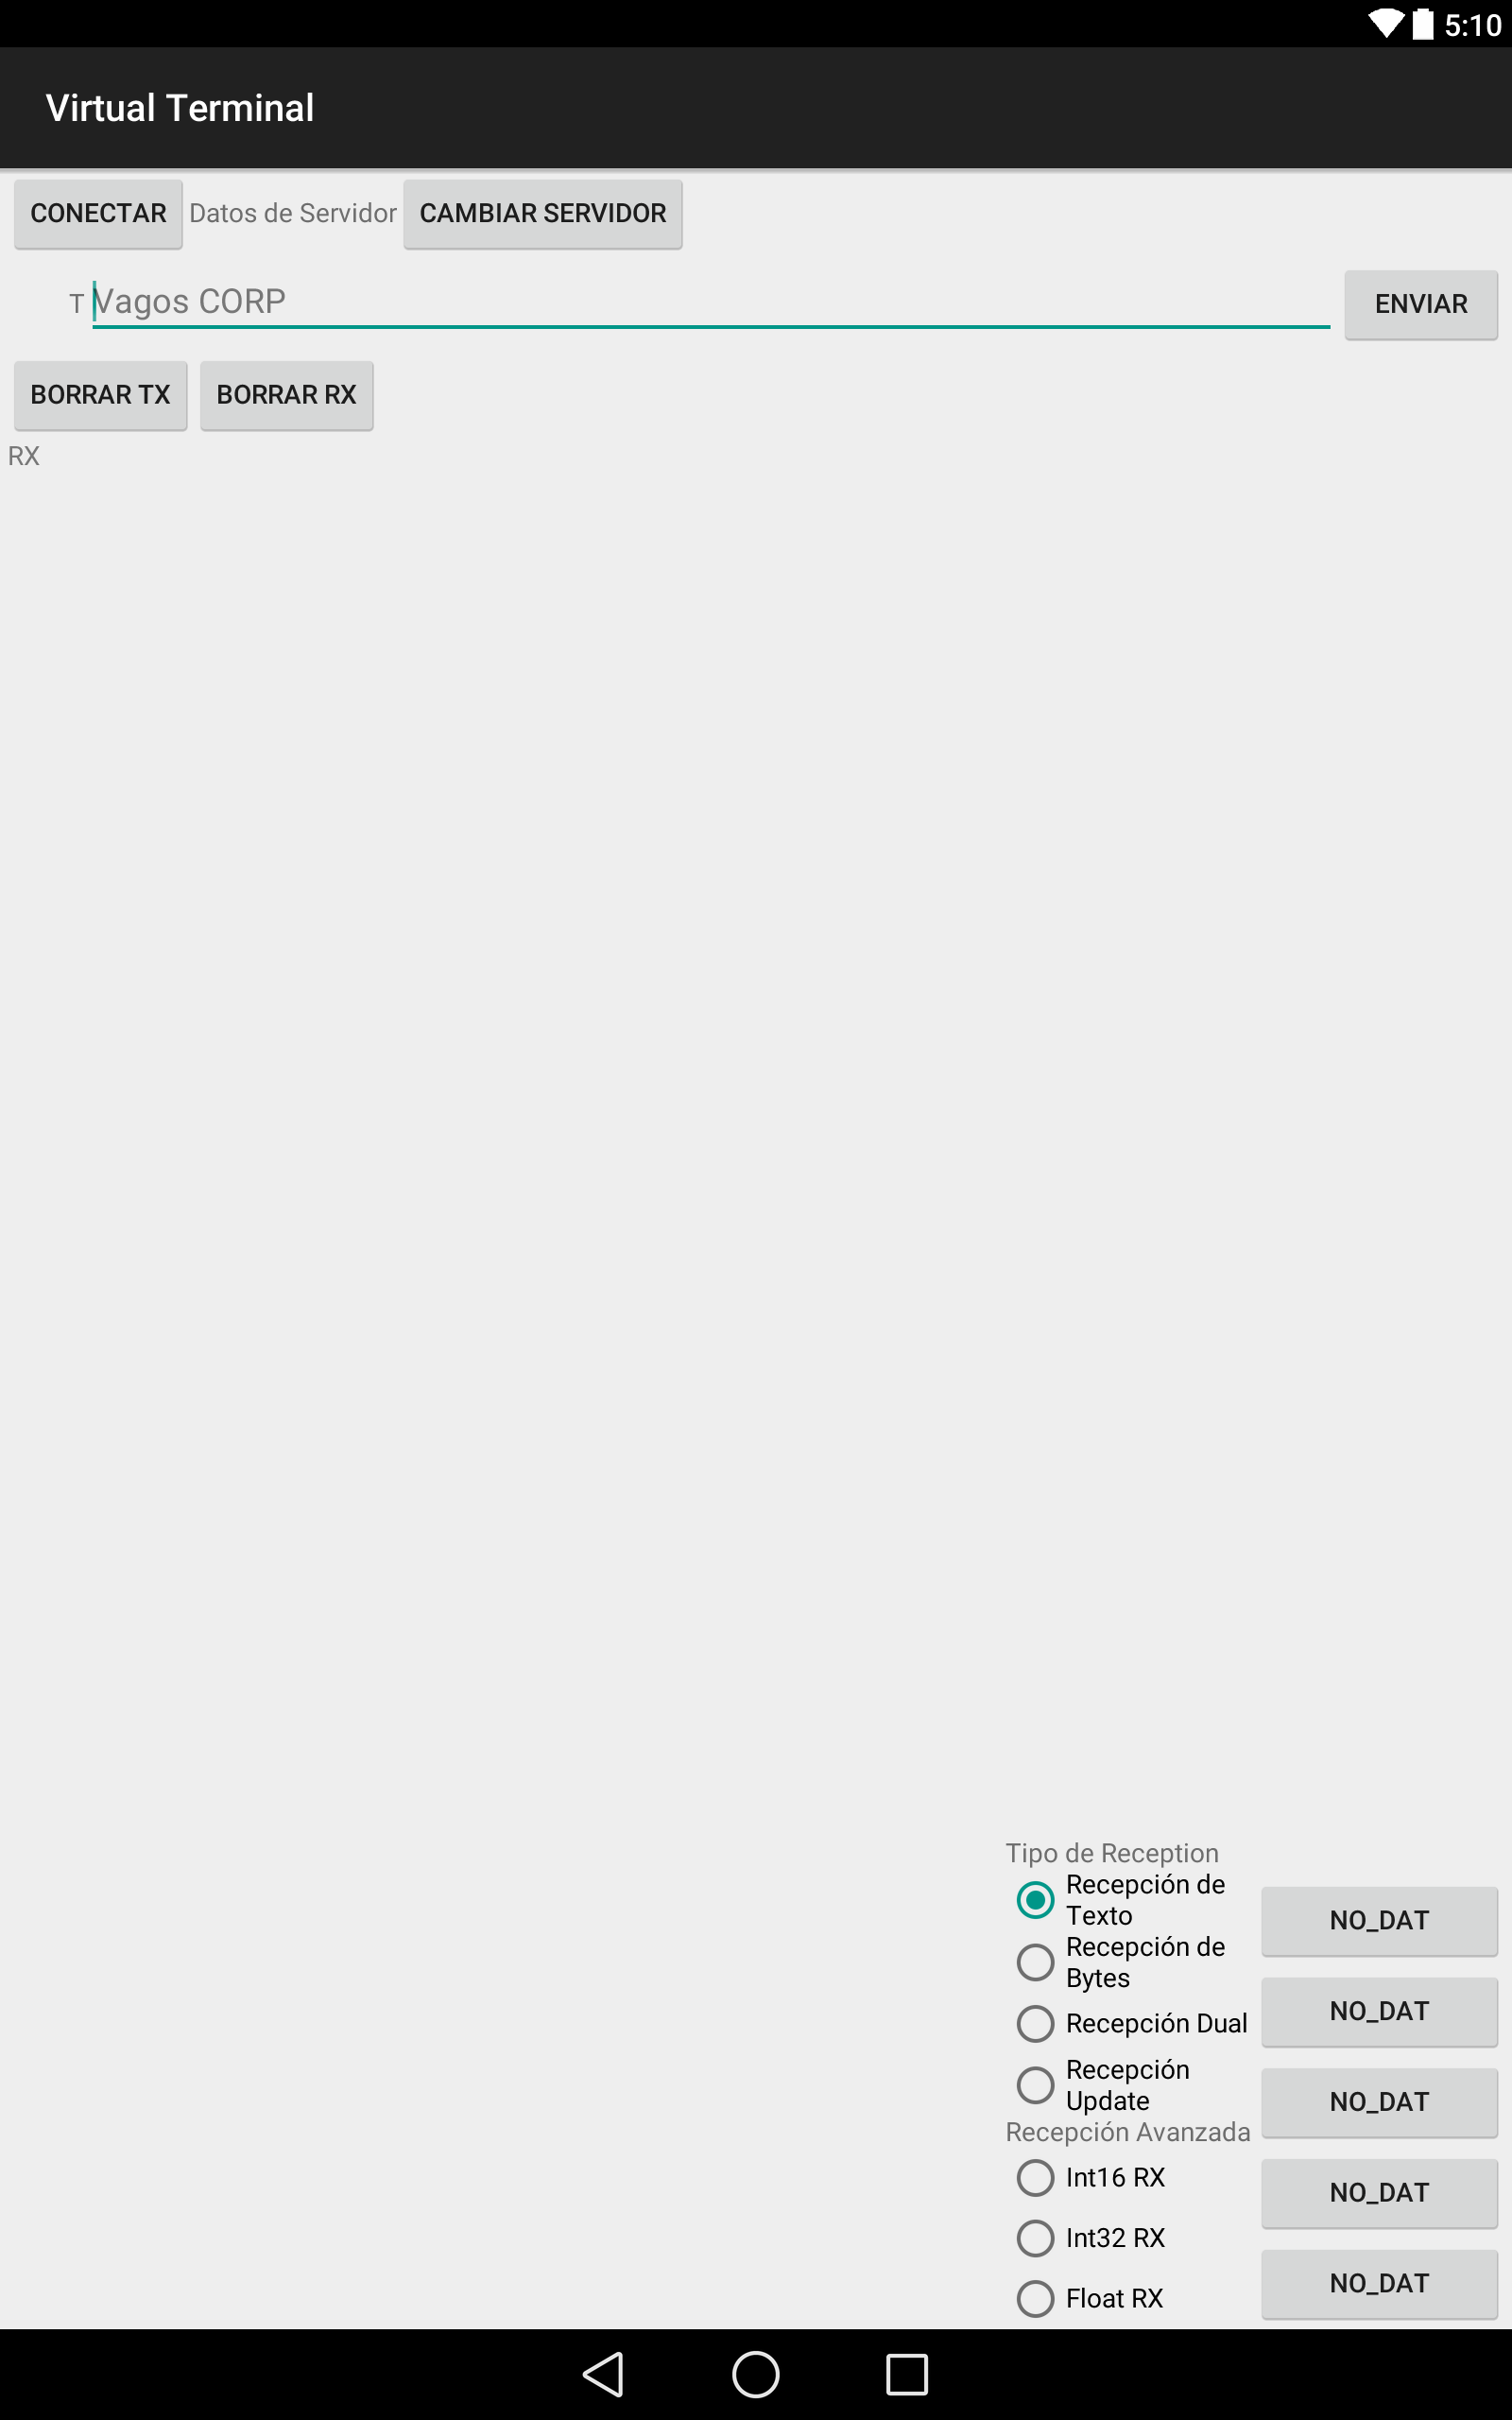 5:10
Virtual Terminal
CONECTAR Datos de Servidor CAMBIAR SERVIDOR
T Vagos CORP ENVIAR
BORRAR TX BORRAR RX
RX
Tipo de Reception
Recepción de
Texto
NO_DAT
Recepción de
Bytes
NO_DAT
Recepción Dual
Recepción
Update
NO_DAT
Recepción Avanzada
Int16 RX
NO_DAT
Int32 RX
Float RX
NO_DAT